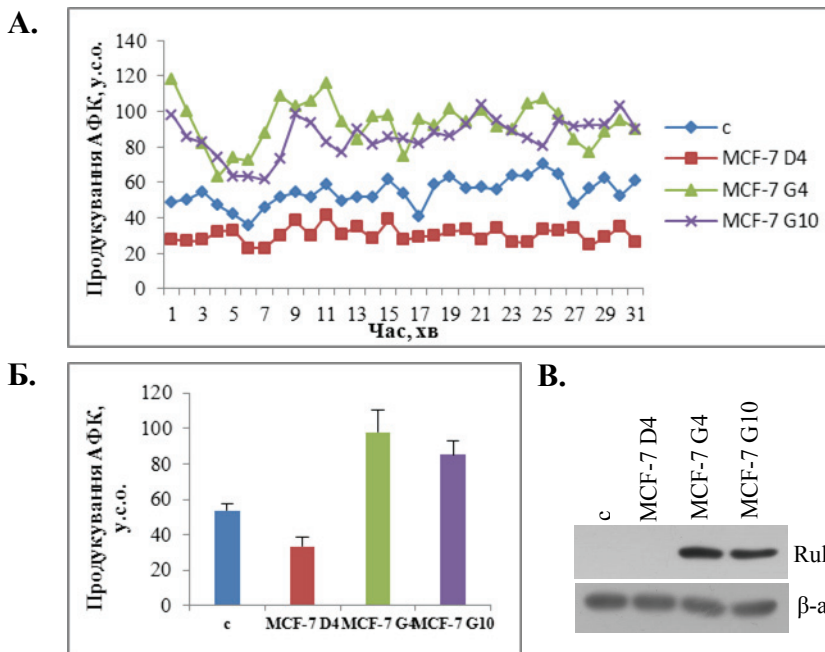 А.
Продукування АФК, у.с.о.
140
120
100
80
60
40
20
0
1 3 5 7 9 11 13 15 17 19 21 23 25 27 29 31
Час, хв
c
MCF-7 D4
MCF-7 G4
MCF-7 G10
Б.
Продукування АФК,
у.с.о.
120
100
80
60
40
20
0
c MCF-7 D4 MCF-7 G4 MCF-7 G10
В.
c
MCF-7 D4
MCF-7 G4
MCF-7 G10
β-a